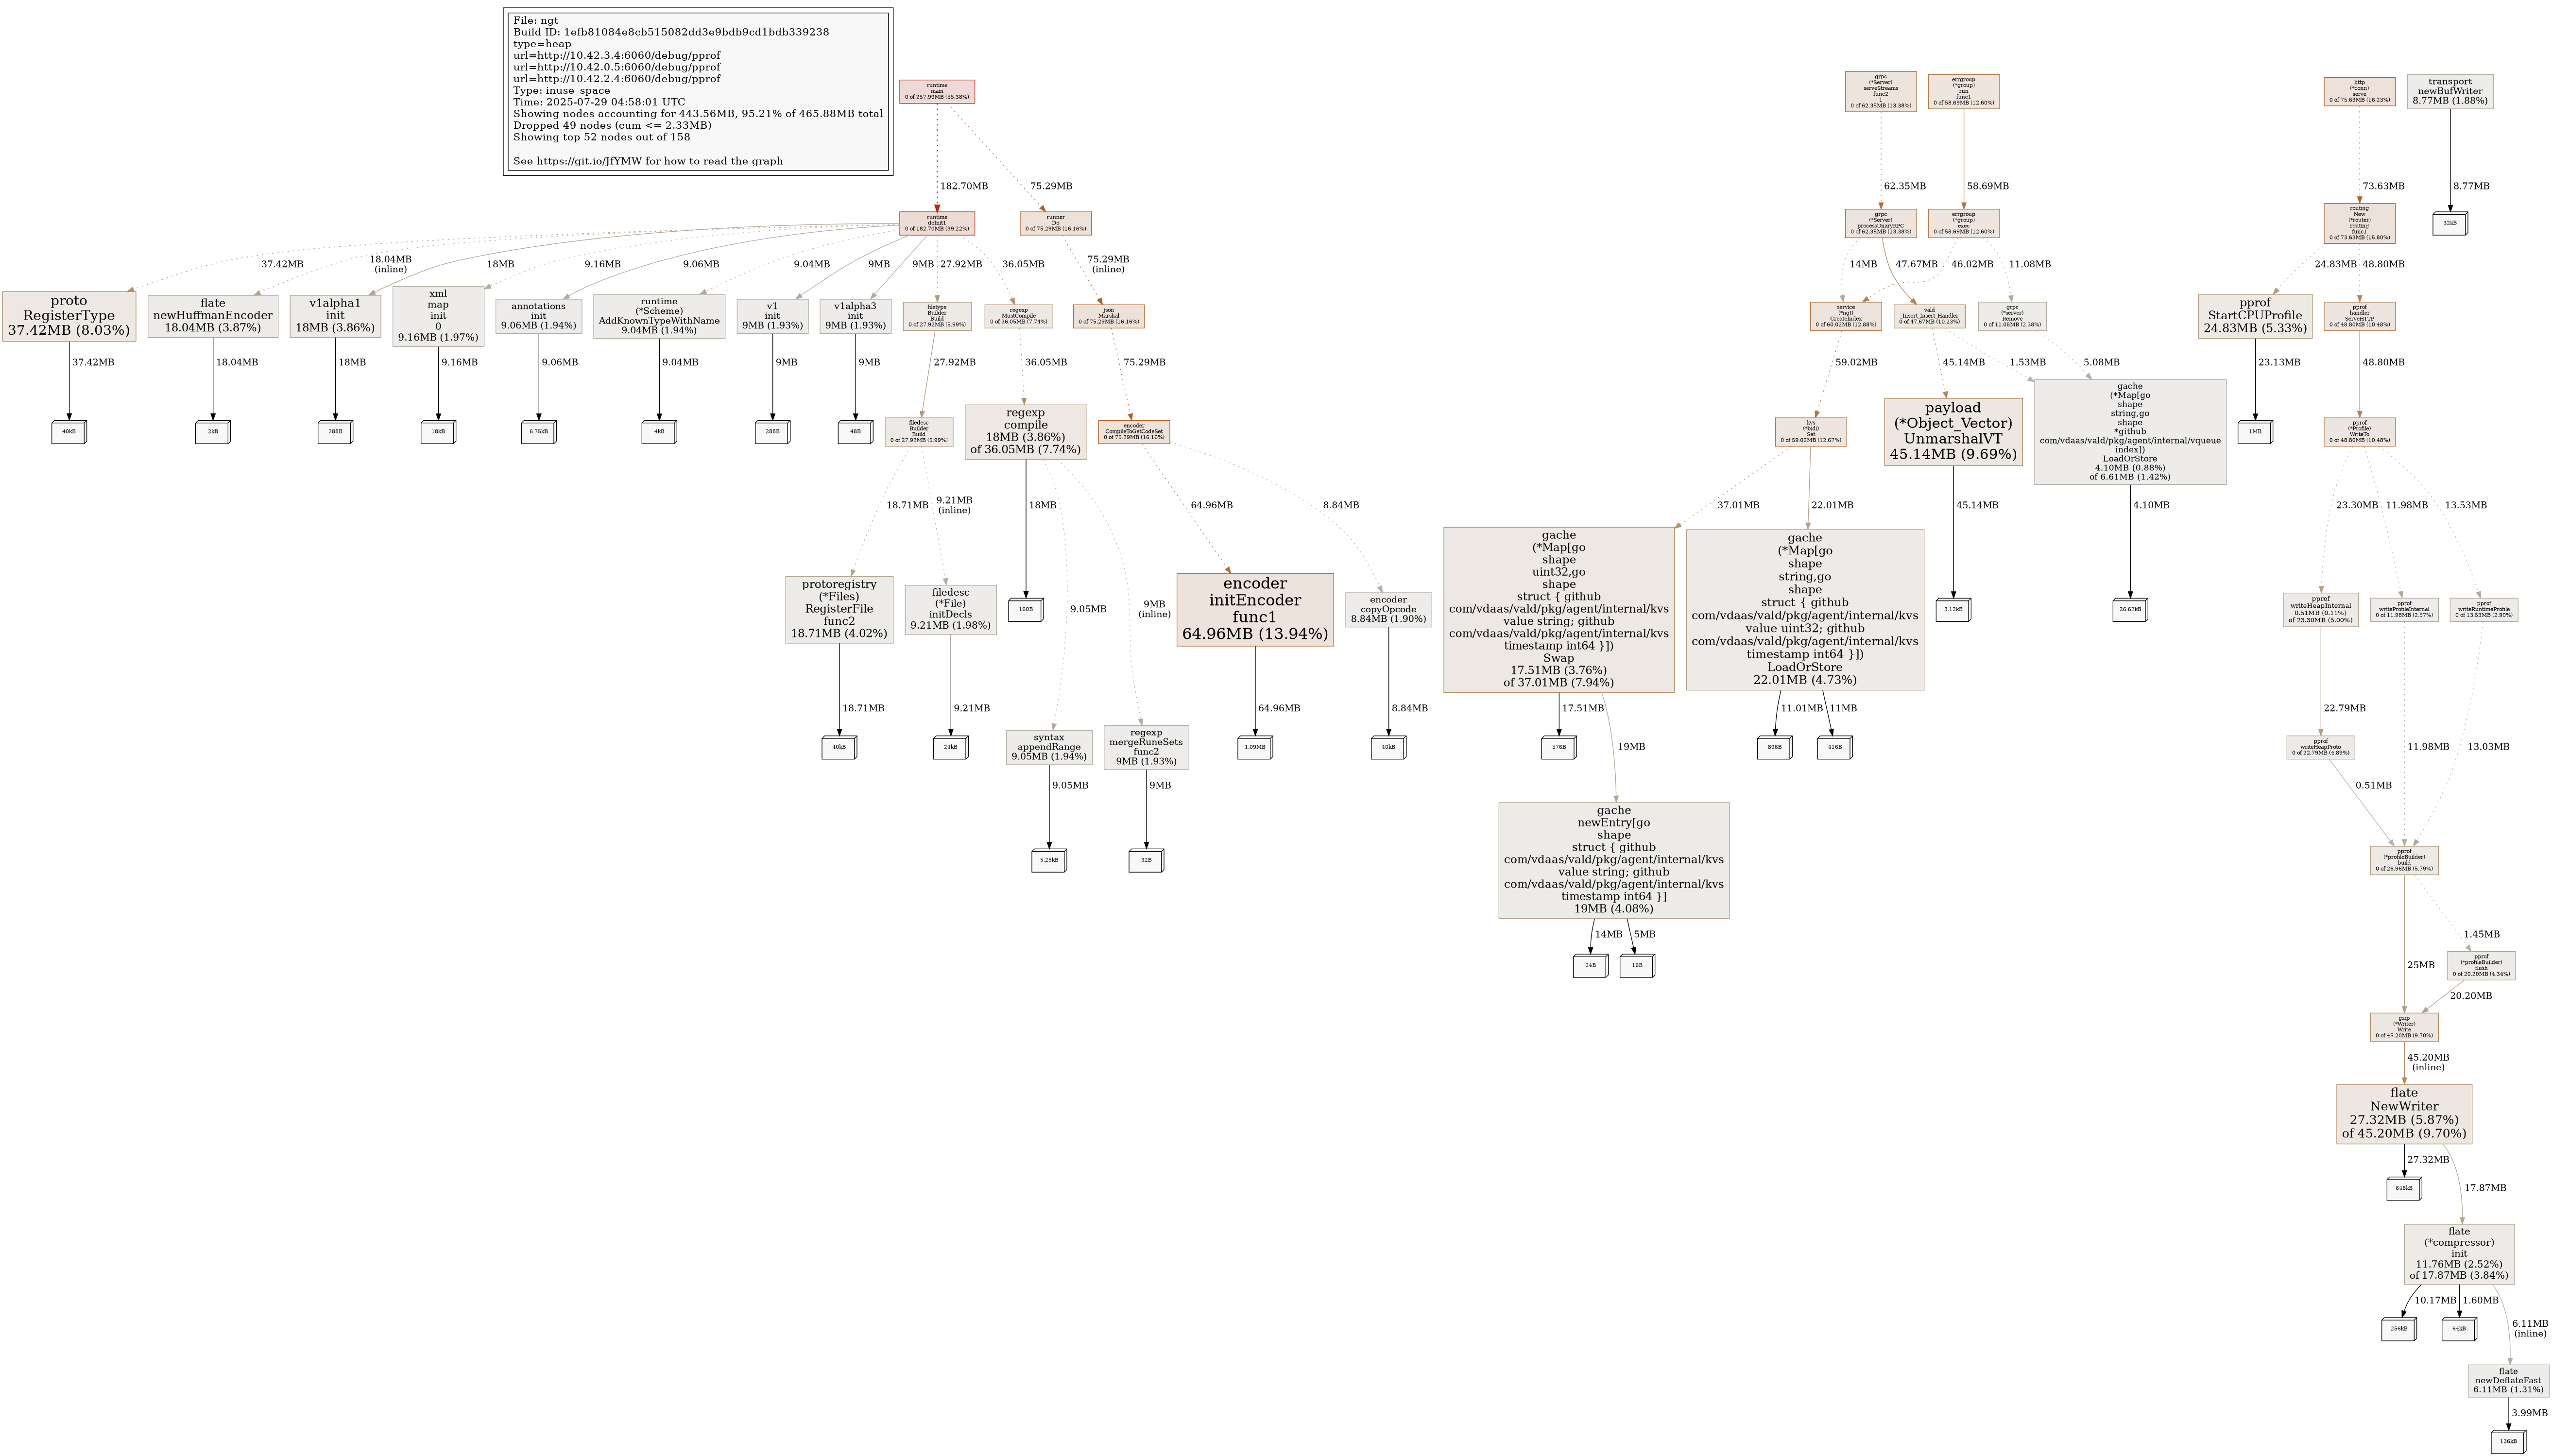 File: ngt
Build ID: 1efb81084e8cb515082dd3e9bdb9cd1bdb339238
type=heap
url=http://10.42.3.4:6060/debug/pprof
url=http://10.42.0.5:6060/debug/pprof
url=http://10.42.2.4:6060/debug/pprof
Type: inuse_space
Time: 2025-07-29 04:58:01 UTC
Showing nodes accounting for 443.56MB, 95.21% of 465.88MB total
Dropped 49 nodes (cum <= 2.33MB)
Showing top 52 nodes out of 158
See https://git.io/JfYMW for how to read the graph
runtime
main
0 of 257.99MB (55.38%)
grpc
(*Server)
serveStreams
func2
1
0 of 62.35MB (13.38%)
errgroup
(*group)
run
func1
0 of 58.69MB (12.60%)
http
(*conn)
serve
0 of 75.63MB (16.23%)
transport
newBufWriter
8.77MB (1.88%)
182.70MB
75.29MB
62.35MB
58.69MB
73.63MB
8.77MB
runtime
doInit1
0 of 182.70MB (39.22%)
runner
Do
0 of 75.29MB (16.16%)
grpc
(*Server)
processUnaryRPC
0 of 62.35MB (13.38%)
errgroup
(*group)
exec
0 of 58.69MB (12.60%)
routing
New
(*router)
routing
func1
0 of 73.63MB (15.80%)
32kB
37.42MB
18.04MB
(inline)
18MB
9.16MB
9.06MB
9.04MB
9MB
9MB
27.92MB
36.05MB
75.29MB
(inline)
14MB
47.67MB
46.02MB
11.08MB
24.83MB
48.80MB
proto
RegisterType
37.42MB (8.03%)
flate
newHuffmanEncoder
18.04MB (3.87%)
v1alpha1
init
18MB (3.86%)
xml
map
init
0
9.16MB (1.97%)
annotations
init
9.06MB (1.94%)
runtime
(*Scheme)
AddKnownTypeWithName
9.04MB (1.94%)
v1
init
9MB (1.93%)
v1alpha3
init
9MB (1.93%)
filetype
Builder
Build
0 of 27.92MB (5.99%)
regexp
MustCompile
0 of 36.05MB (7.74%)
json
Marshal
0 of 75.29MB (16.16%)
service
(*ngt)
CreateIndex
0 of 60.02MB (12.88%)
vald
Insert_Insert_Handler
0 of 47.67MB (10.23%)
grpc
(*server)
Remove
0 of 11.08MB (2.38%)
pprof
StartCPUProfile
24.83MB (5.33%)
pprof
handler
ServeHTTP
0 of 48.80MB (10.48%)
37.42MB
18.04MB
18MB
9.16MB
9.06MB
9.04MB
9MB
9MB
27.92MB
36.05MB
75.29MB
59.02MB
45.14MB
1.53MB
5.08MB
23.13MB
48.80MB
40kB
2kB
288B
18kB
6.75kB
4kB
288B
48B
filedesc
Builder
Build
0 of 27.92MB (5.99%)
regexp
compile
18MB (3.86%)
of 36.05MB (7.74%)
encoder
CompileToGetCodeSet
0 of 75.29MB (16.16%)
kvs
(*bidi)
Set
0 of 59.02MB (12.67%)
payload
(*Object_Vector)
UnmarshalVT
45.14MB (9.69%)
gache
(*Map[go
shape
string,go
shape
*github
com/vdaas/vald/pkg/agent/internal/vqueue
index])
LoadOrStore
4.10MB (0.88%)
of 6.61MB (1.42%)
1MB
pprof
(*Profile)
WriteTo
0 of 48.80MB (10.48%)
18.71MB
9.21MB
(inline)
18MB
9.05MB
9MB
(inline)
64.96MB
8.84MB
37.01MB
22.01MB
45.14MB
4.10MB
23.30MB
11.98MB
13.53MB
protoregistry
(*Files)
RegisterFile
func2
18.71MB (4.02%)
filedesc
(*File)
initDecls
9.21MB (1.98%)
160B
encoder
initEncoder
func1
64.96MB (13.94%)
encoder
copyOpcode
8.84MB (1.90%)
gache
(*Map[go
shape
uint32,go
shape
struct { github
com/vdaas/vald/pkg/agent/internal/kvs
value string; github
com/vdaas/vald/pkg/agent/internal/kvs
timestamp int64 }])
Swap
17.51MB (3.76%)
of 37.01MB (7.94%)
gache
(*Map[go
shape
string,go
shape
struct { github
com/vdaas/vald/pkg/agent/internal/kvs
value uint32; github
com/vdaas/vald/pkg/agent/internal/kvs
timestamp int64 }])
LoadOrStore
22.01MB (4.73%)
3.12kB
26.62kB
pprof
writeHeapInternal
0.51MB (0.11%)
of 23.30MB (5.00%)
pprof
writeProfileInternal
0 of 11.98MB (2.57%)
pprof
writeRuntimeProfile
0 of 13.53MB (2.90%)
18.71MB
9.21MB
64.96MB
8.84MB
17.51MB
19MB
11.01MB
11MB
22.79MB
11.98MB
13.03MB
40kB
24kB
syntax
appendRange
9.05MB (1.94%)
regexp
mergeRuneSets
func2
9MB (1.93%)
1.09MB
40kB
576B
896B
416B
pprof
writeHeapProto
0 of 22.79MB (4.89%)
9.05MB
9MB
0.51MB
5.25kB
32B
gache
newEntry[go
shape
struct { github
com/vdaas/vald/pkg/agent/internal/kvs
value string; github
com/vdaas/vald/pkg/agent/internal/kvs
timestamp int64 }]
19MB (4.08%)
pprof
(*profileBuilder)
build
0 of 26.96MB (5.79%)
14MB
5MB
25MB
1.45MB
24B
16B
pprof
(*profileBuilder)
flush
0 of 20.20MB (4.34%)
20.20MB
gzip
(*Writer)
Write
0 of 45.20MB (9.70%)
45.20MB
(inline)
flate
NewWriter
27.32MB (5.87%)
of 45.20MB (9.70%)
27.32MB
17.87MB
648kB
flate
(*compressor)
init
11.76MB (2.52%)
of 17.87MB (3.84%)
10.17MB
1.60MB
6.11MB
(inline)
256kB
64kB
flate
newDeflateFast
6.11MB (1.31%)
3.99MB
136kB